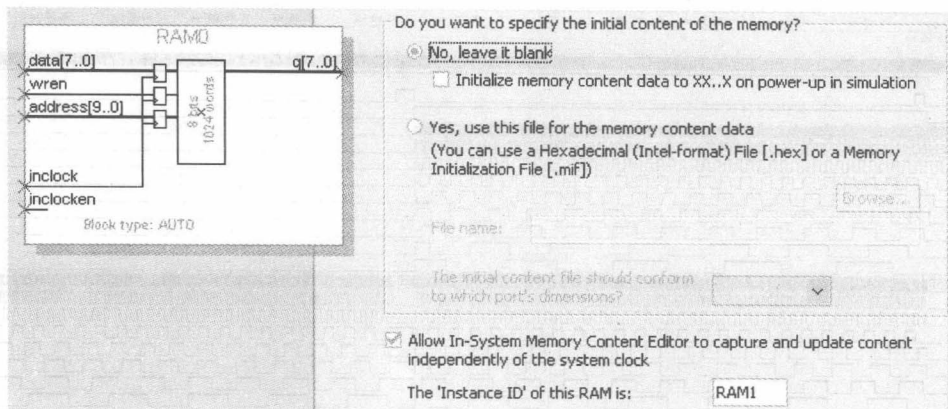 RAM0
data[7..0]
q[7..0]
wren
address[9..0]
8 bits
1024 words
inclock
inclocken
Block type: AUTO
Do you want to specify the initial content of the memory?
No, leave it blank
Initialize memory content data to XX..X on power-up in simulation
Yes, use this file for the memory content data
(You can use a Hexadecimal (Intel-format) File [.hex] or a Memory
Initialization File [.mif])
Browse...
File name:
The initial content file should conform
to which port's dimensions?
Allow In-System Memory Content Editor to capture and update content
independently of the system clock
The 'Instance ID' of this RAM is:
RAM1